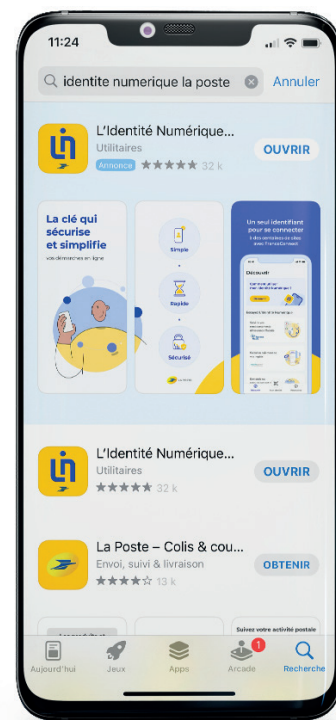 11:24
identite numerique la poste
Annuler
L'Identité Numérique...
Utilitaires
Annonce ★★★★★ 32 k
OUVRIR
La clé qui
sécurise
et simplifie
vos démarches en ligne
Simple
Rapide
Sécurisé
Un seul identifiant
pour se connecter
avec FranceConnect
Découvrir
L'Identité Numérique...
Utilitaires
★★★★★ 32 k
OUVRIR
La Poste – Colis & cou...
Envoi, suivi & livraison
★★★★☆ 13 k
OBTENIR
Suivez votre activité postale
Aujourd'hui
Jeux
Apps
Arcade
1
Recherche